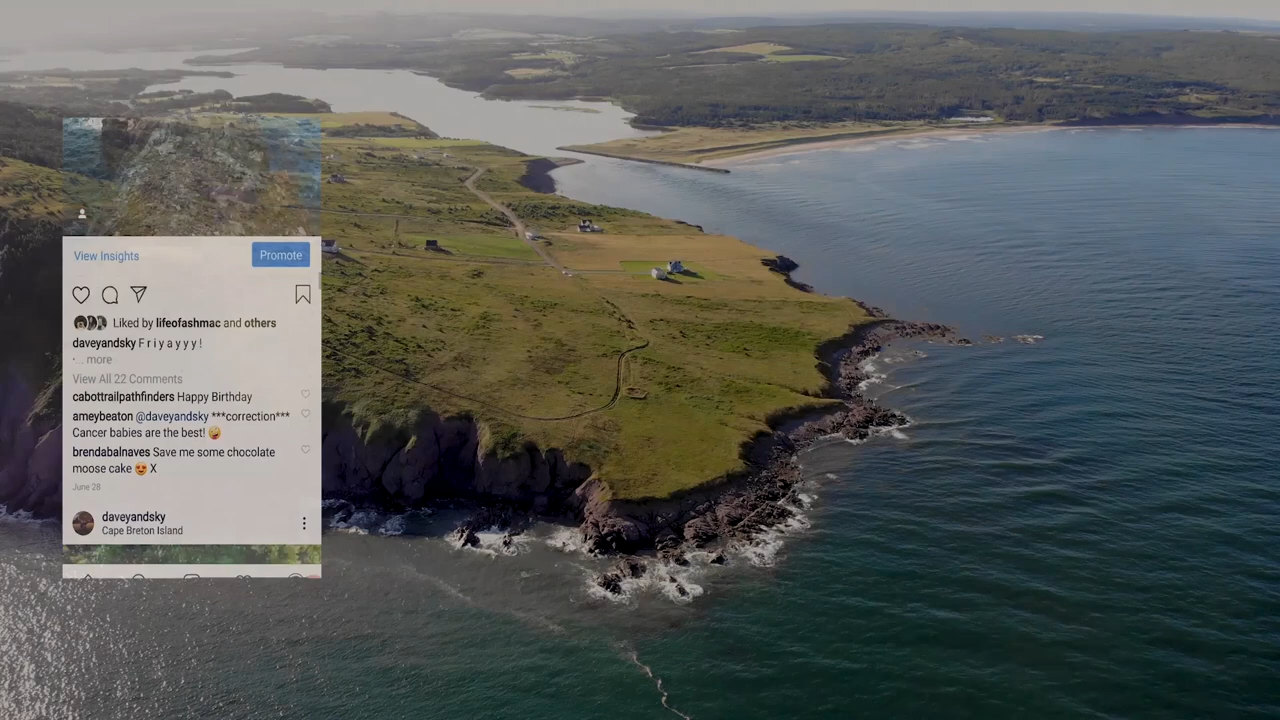 View Insights
Promote
Liked by lifeofashmac and others
daveyandsky F r i y a y y y !
·... more
View All 22 Comments
cabottrailpathfinders Happy Birthday
ameybeaton @daveyandsky ***correction***
Cancer babies are the best! 🤪
brendabalnaves Save me some chocolate
moose cake 😍 X
June 28
daveyandsky
Cape Breton Island